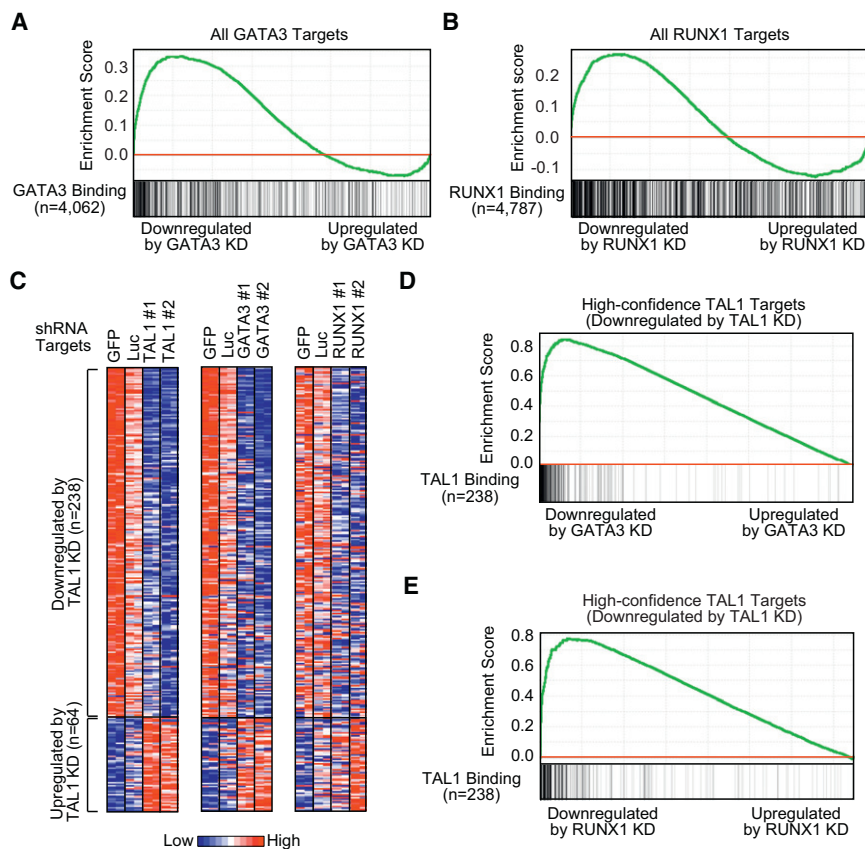 A
All GATA3 Targets
Enrichment Score
0.3
0.2
0.1
0.0
GATA3 Binding
(n=4,062)
Downregulated
by GATA3 KD
Upregulated
by GATA3 KD
B
All RUNX1 Targets
Enrichment score
0.2
0.1
0.0
-0.1
RUNX1 Binding
(n=4,787)
Downregulated
by RUNX1 KD
Upregulated
by RUNX1 KD
C
shRNA
Targets
GFP
Luc
TAL1 #1
TAL1 #2
GFP
Luc
GATA3 #1
GATA3 #2
GFP
Luc
RUNX1 #1
RUNX1 #2
Downregulated by
TAL1 KD (n=238)
Upregulated by
TAL1 KD (n=64)
Low
High
D
High-confidence TAL1 Targets
(Downregulated by TAL1 KD)
Enrichment Score
0.8
0.6
0.4
0.2
0.0
TAL1 Binding
(n=238)
Downregulated
by GATA3 KD
Upregulated
by GATA3 KD
E
High-confidence TAL1 Targets
(Downregulated by TAL1 KD)
Enrichment Score
0.8
0.6
0.4
0.2
0.0
TAL1 Binding
(n=238)
Downregulated
by RUNX1 KD
Upregulated
by RUNX1 KD